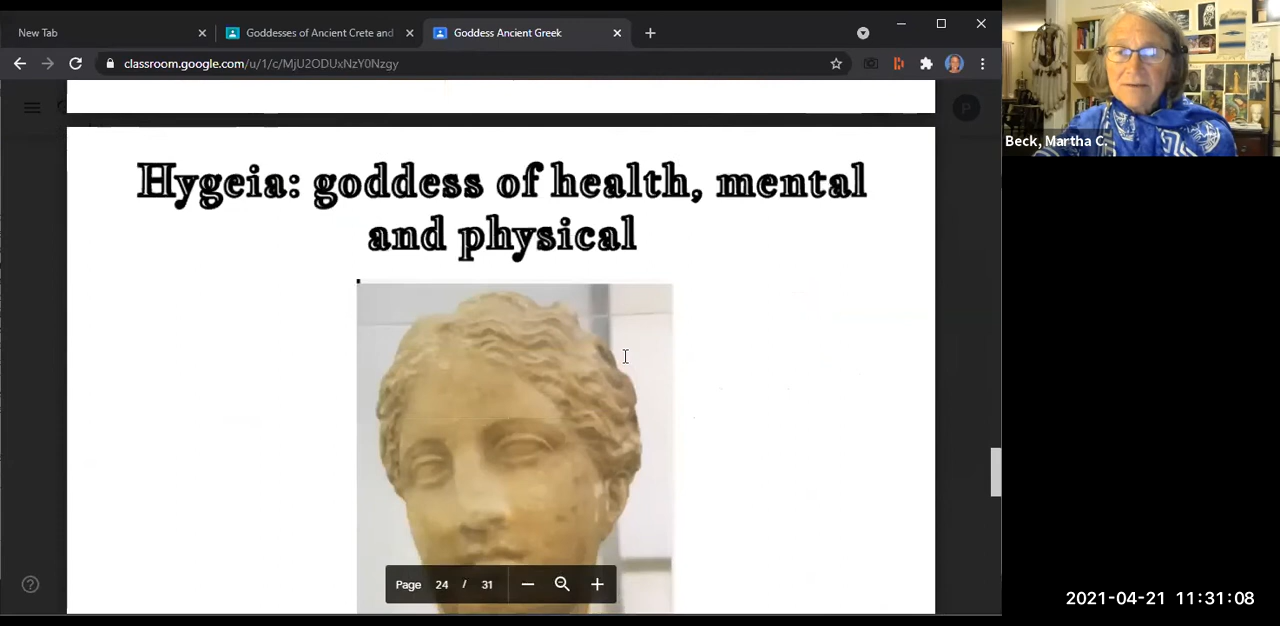 New Tab
Goddesses of Ancient Crete and
Goddess Ancient Greek
classroom.google.com/u/1/c/MjU2ODUxNzY0Nzgy
P
Beck, Martha C.
Hygeia: goddess of health, mental
and physical
Page 24 / 31
2021-04-21 11:31:08